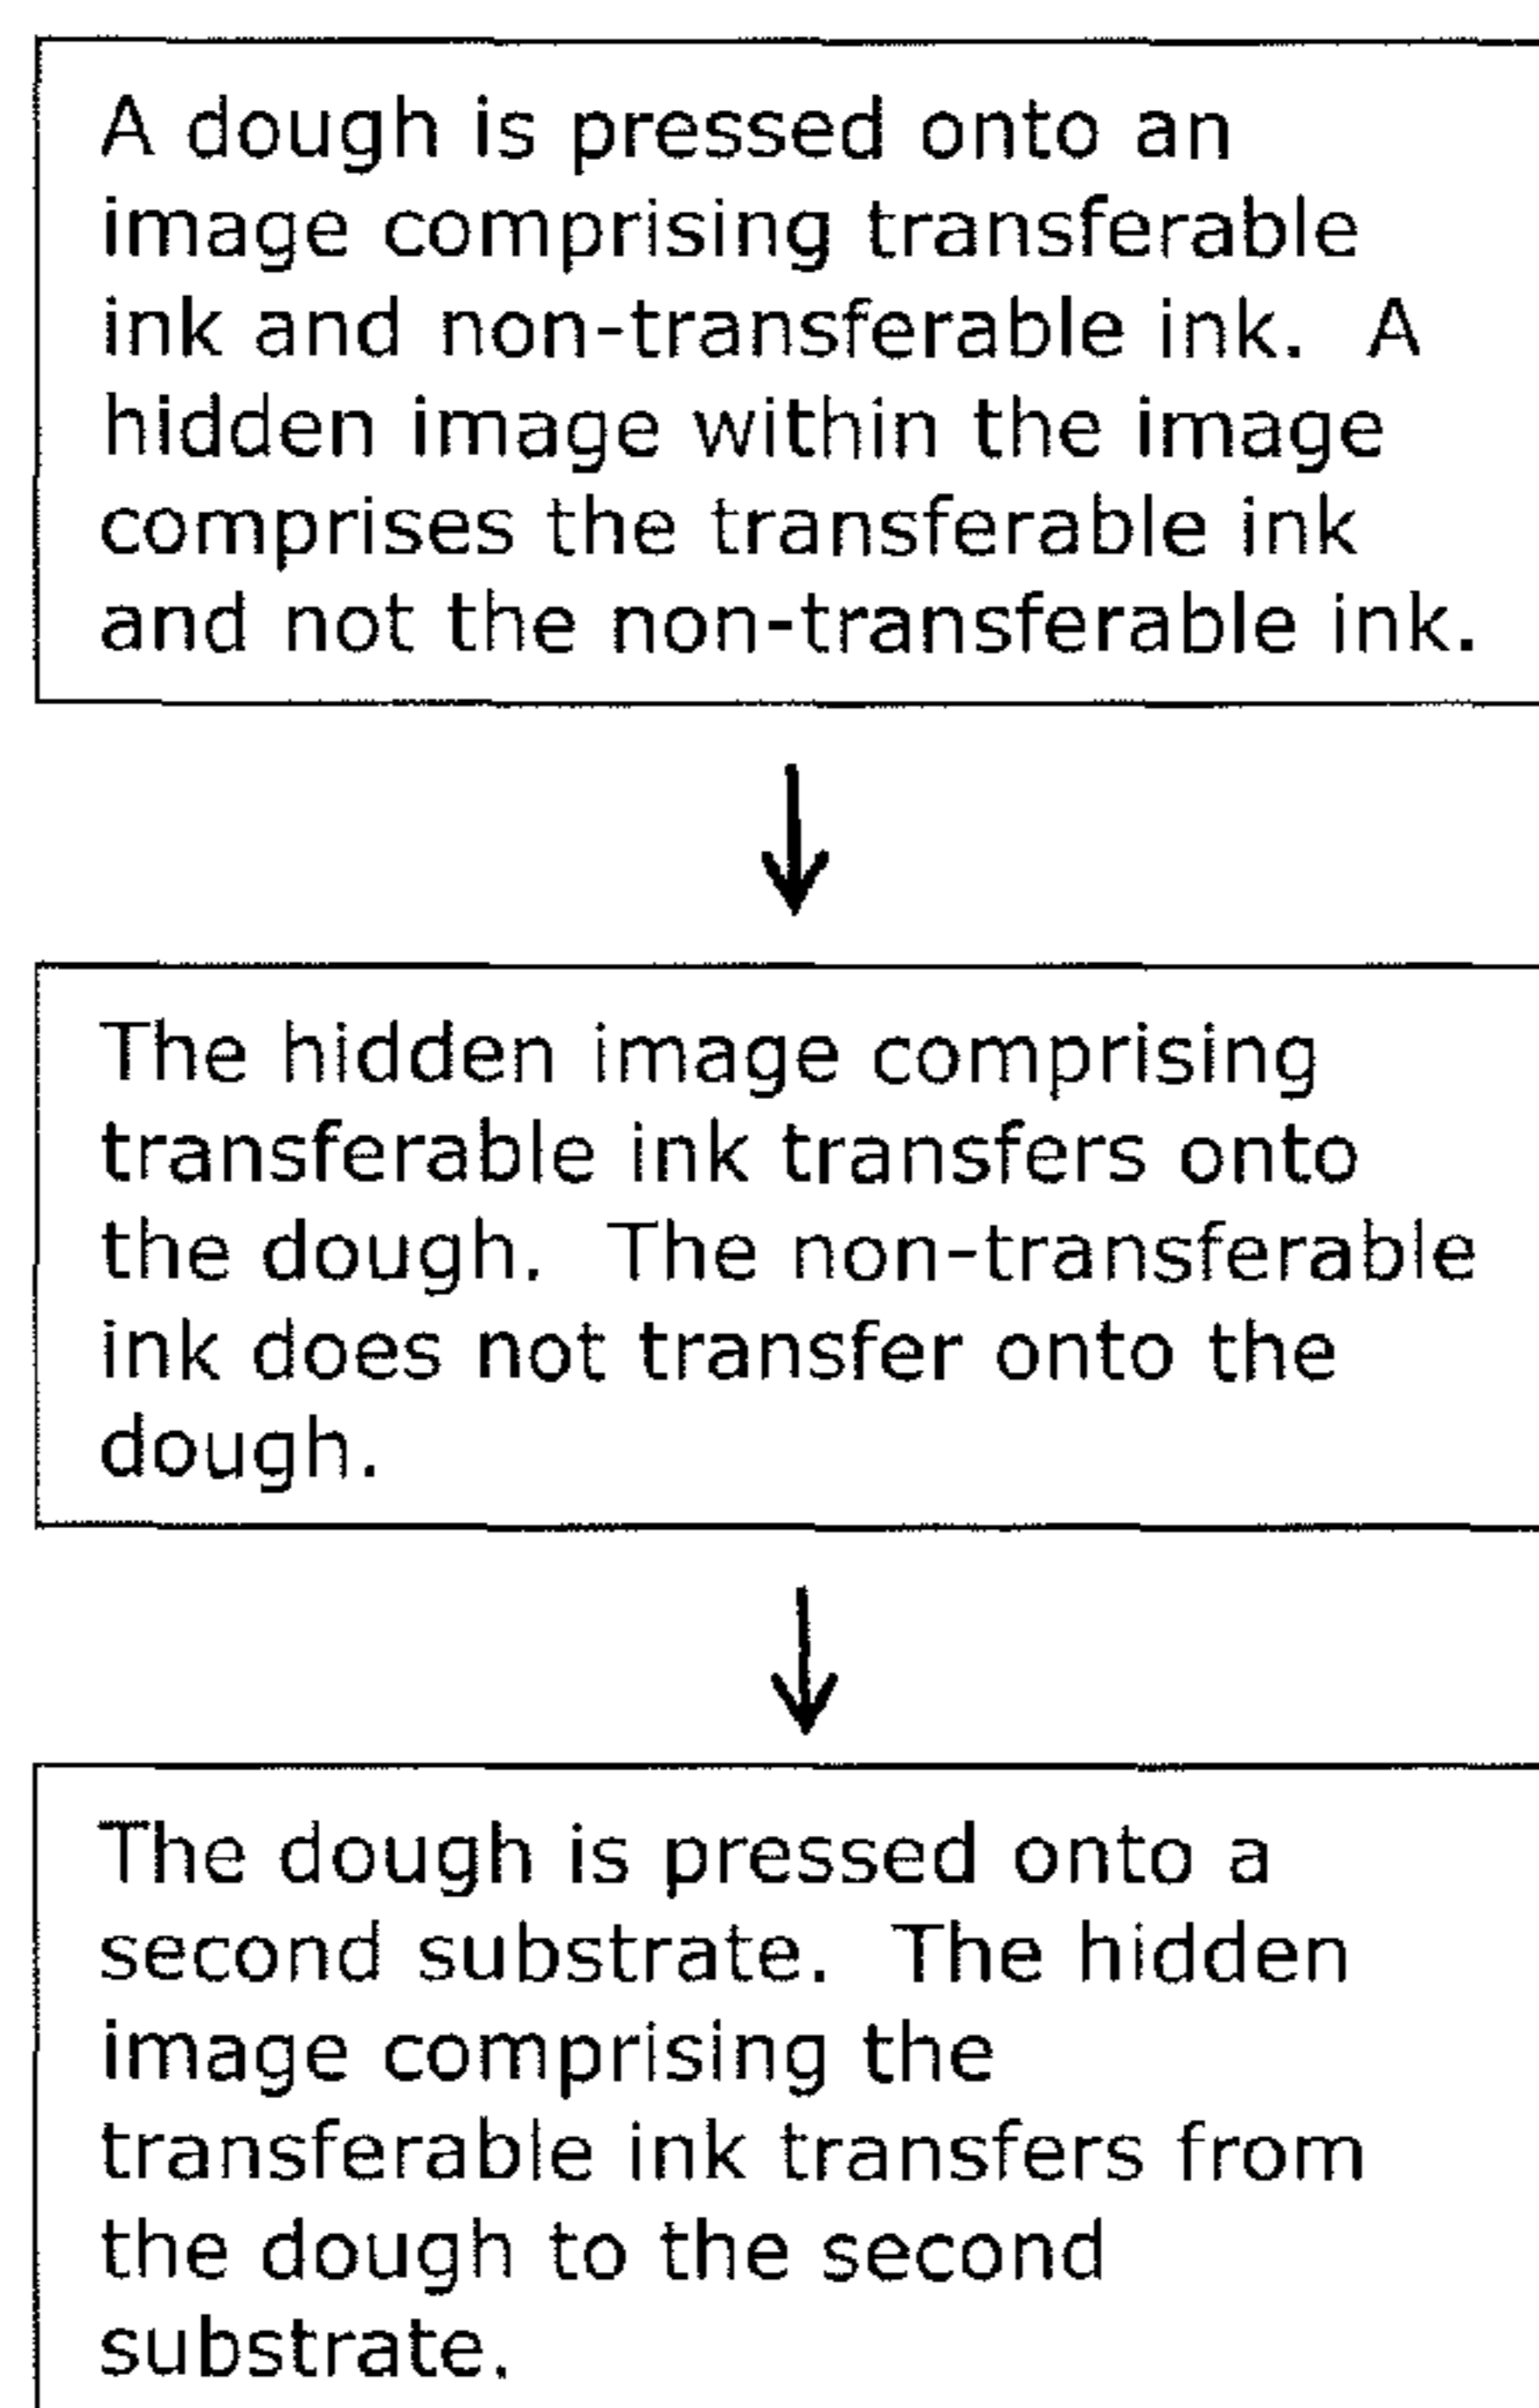 A dough is pressed onto an
image comprising transferable
ink and non-transferable ink.  A
hidden image within the image
comprises the transferable ink
and not the non-transferable ink.
The hidden image comprising
transferable ink transfers onto
the dough.  The non-transferable
ink does not transfer onto the
dough.
The dough is pressed onto a
second substrate.  The hidden
image comprising the
transferable ink transfers from
the dough to the second
substrate.